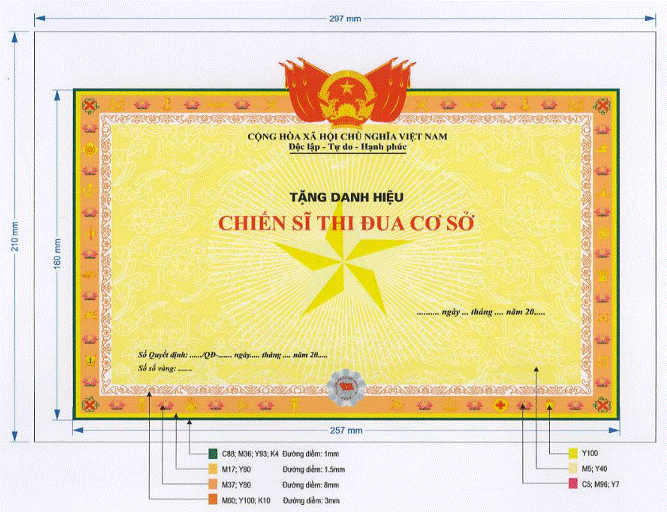 297 mm
210 mm
180 mm
CỘNG HÒA XÃ HỘI CHỦ NGHĨA VIỆT NAM
Độc lập - Tự do - Hạnh phúc
TẶNG DANH HIỆU
CHIẾN SĨ THI ĐUA CƠ SỞ
.......... ngày ... tháng .... năm 20.....
Số Quyết định: ....../QĐ-....... ngày..... tháng .... năm 20.....
Số sổ vàng: .......
257 mm
C88; M36; Y93; K4 Đường diềm: 1mm
M17; Y80 Đường diềm: 1.5mm
M37; Y80 Đường diềm: 8mm
M60; Y100; K10 Đường diềm: 3mm
Y100
M5; Y40
C5; M96; Y7